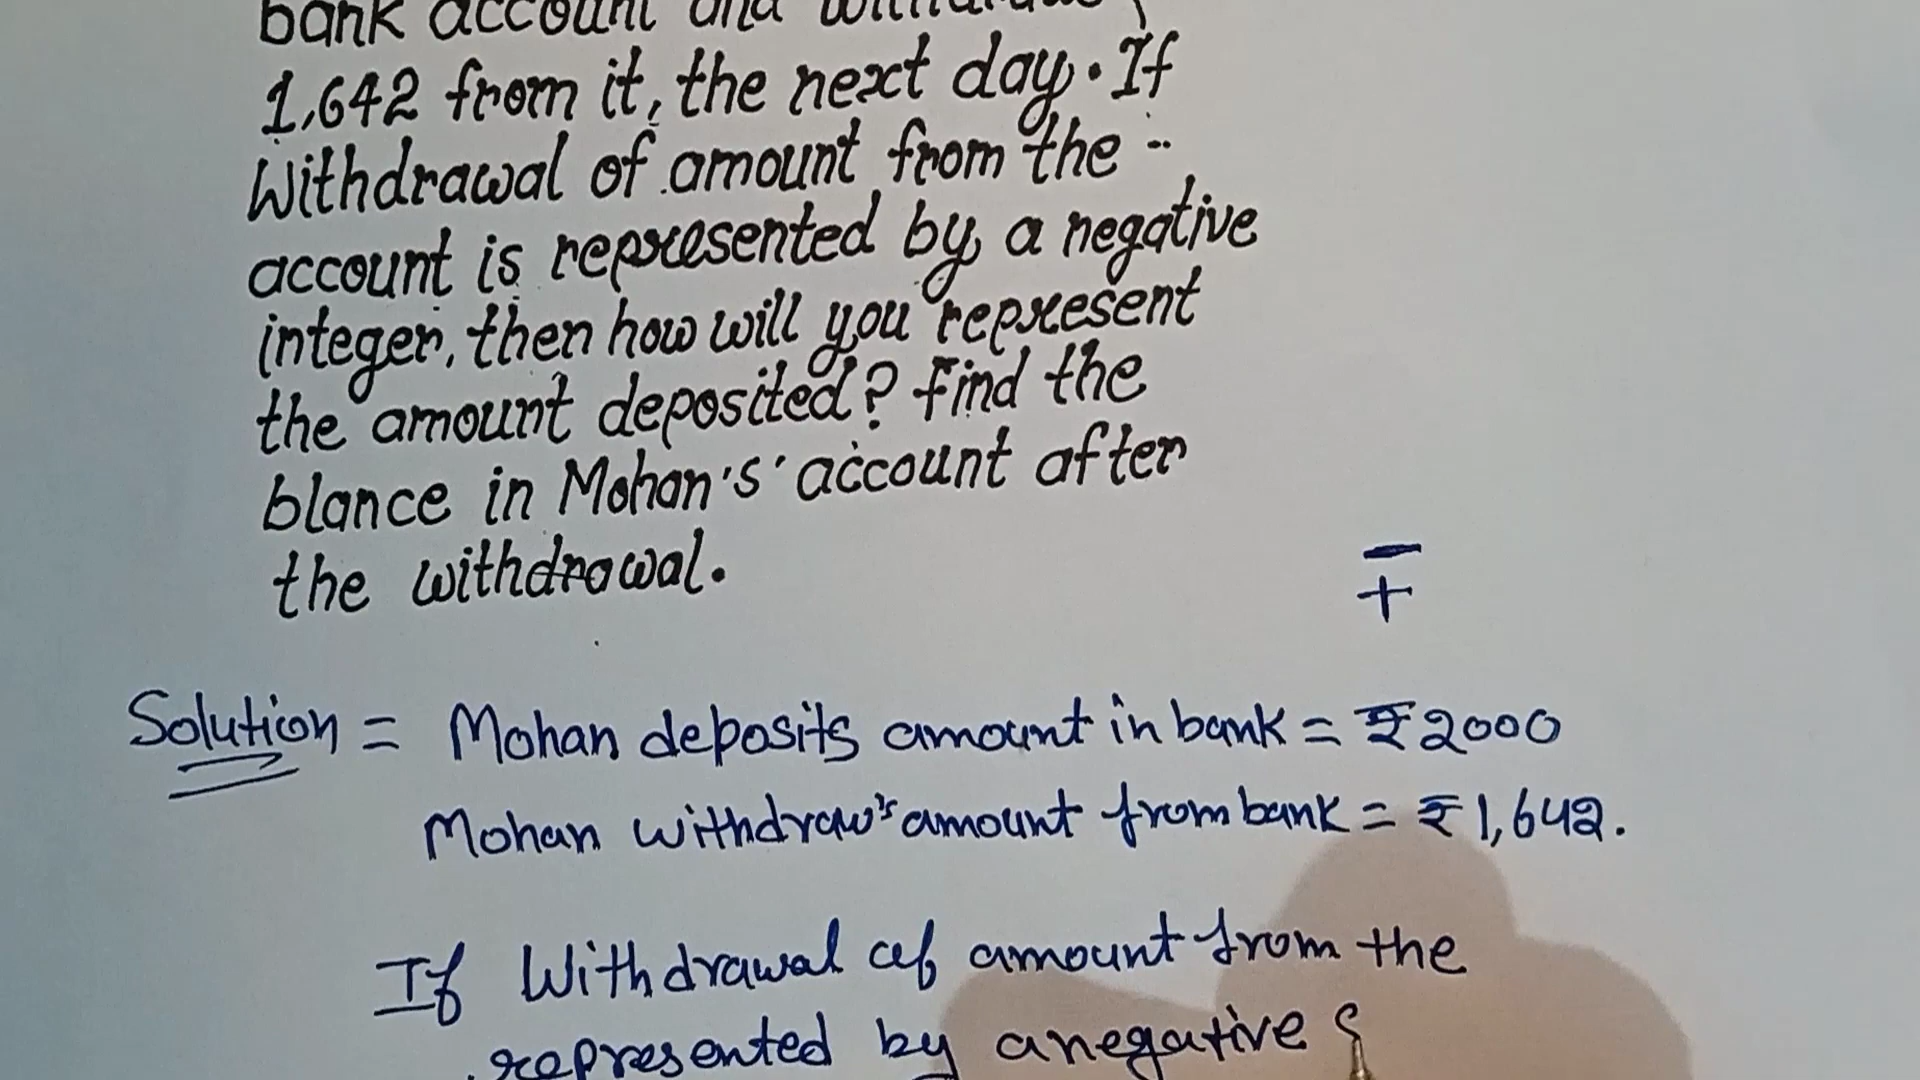 bank account and
1,642 from it, the next day. If
Withdrawal of amount from the
account is represented by a negative
integer, then how will you represent
the amount deposited? Find the
blance in Mohan's account after
the withdrawal.
−
+
Solution = Mohan deposits amount in bank = ₹2000
Mohan withdraw's amount from bank = ₹1,642.
If Withdrawal of amount from the
represented by a negative